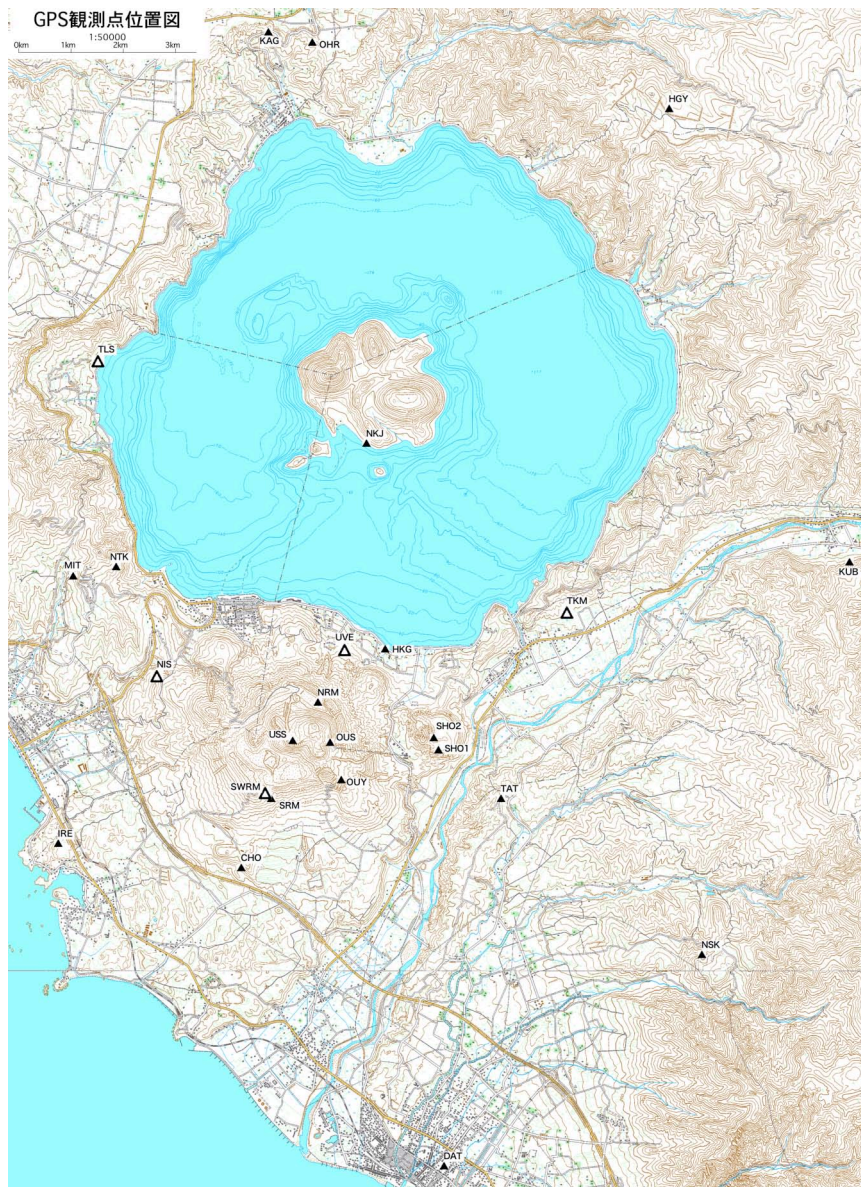 GPS観測点位置図
1:50000
0km 1km 2km 3km
KAG
OHR
HGY
TLS
NKJ
NTK
MIT
KUB
TKM
UVE
HKG
NIS
NRM
SHO2
USS
OUS
SHO1
OUY
SWRM
SRM
TAT
IRE
CHO
NSK
DAT